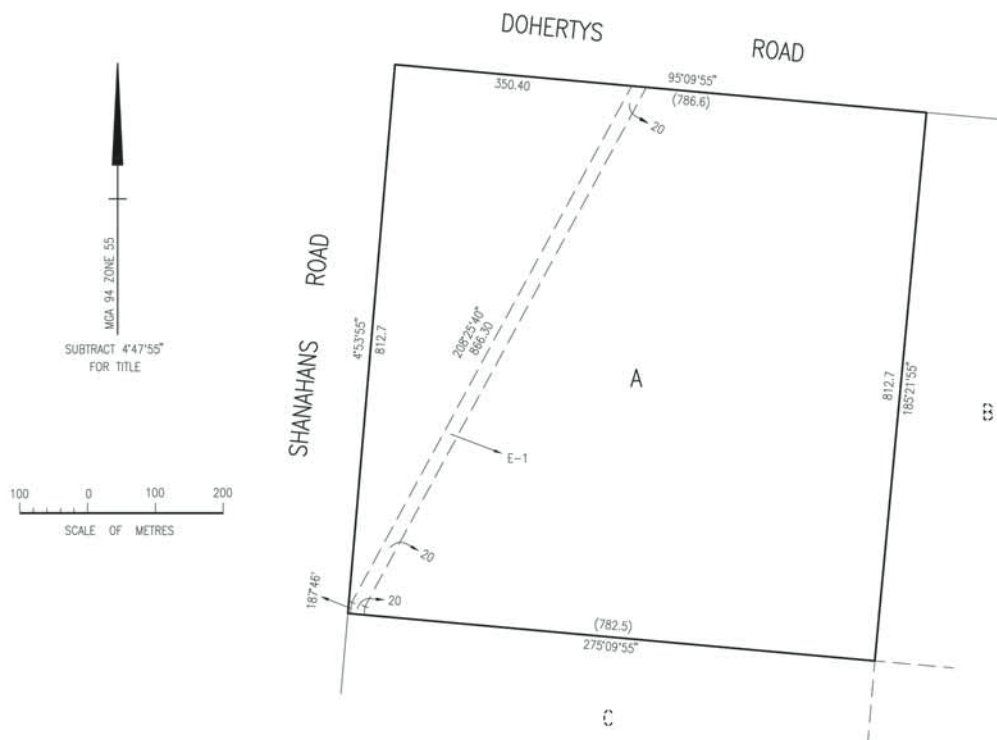 DOHERTYS ROAD
95°09'55"
350.40
(786.6)
20
MGA 94 ZONE 55
SUBTRACT 4°47'55"
FOR TITLE
SHANAHANS ROAD
4°53'55"
812.7
208°25'40"
866.30
A
812.7
185°21'55"
B
E-1
100 0 100 200
SCALE OF METRES
20
187°46'
20
(782.5)
275°09'55"
C